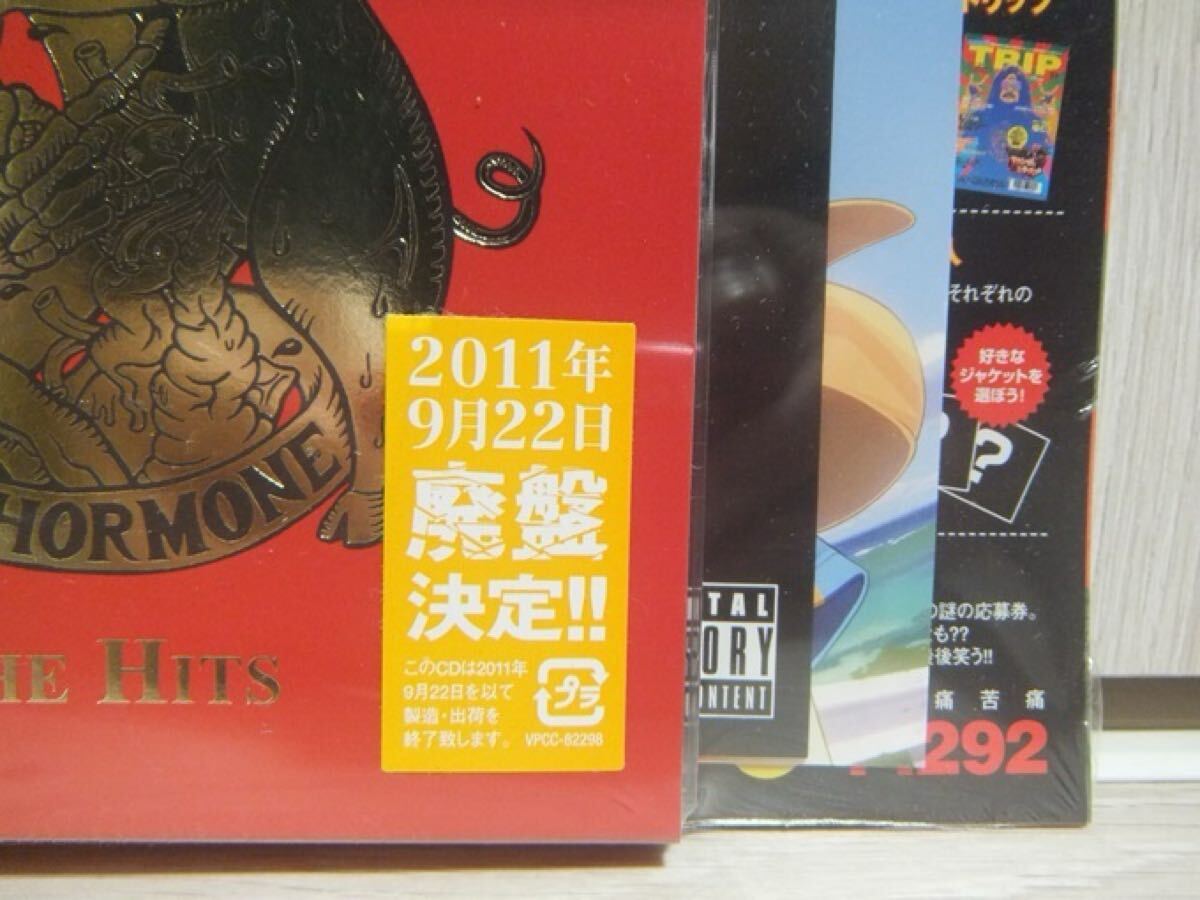 HORMONE
HE HITS
2011年
9月22日
廃盤
決定!!
このCDは2011年
9月22日を以て
製造・出荷を
終了致します。
プラ
VPCC-82298
TAL
ORY
ONTENT
トリップ
TRIP
それぞれの
好きな
ジャケットを
選ぼう!
?
の謎の応募券。
も??
後笑う!!
痛 苦 痛
292